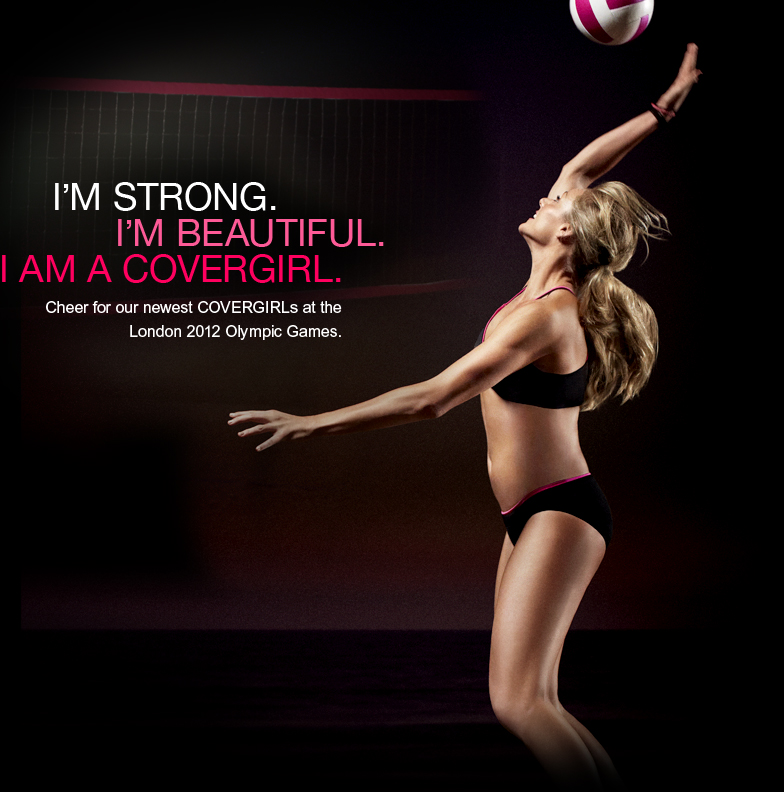 I'M STRONG.
I'M BEAUTIFUL.
I AM A COVERGIRL.
Cheer for our newest COVERGIRLs at the
London 2012 Olympic Games.